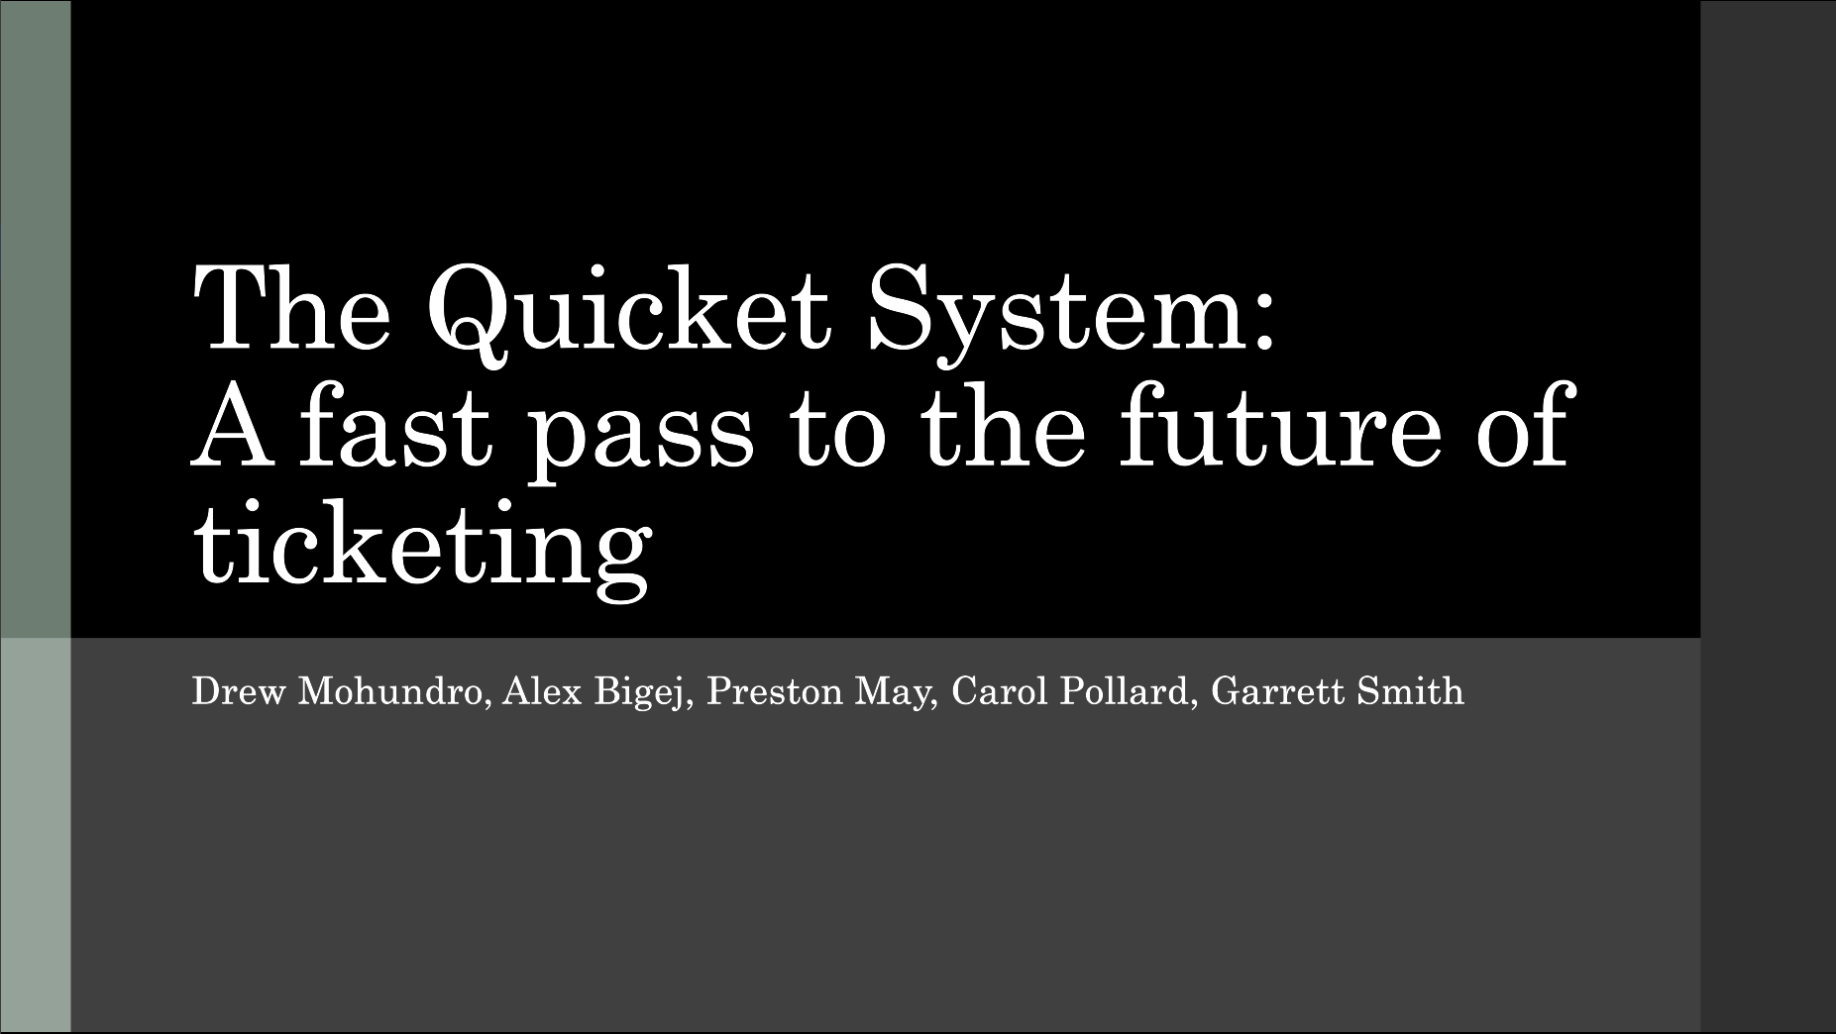 The Quicket System:
A fast pass to the future of
ticketing
Drew Mohundro, Alex Bigej, Preston May, Carol Pollard, Garrett Smith